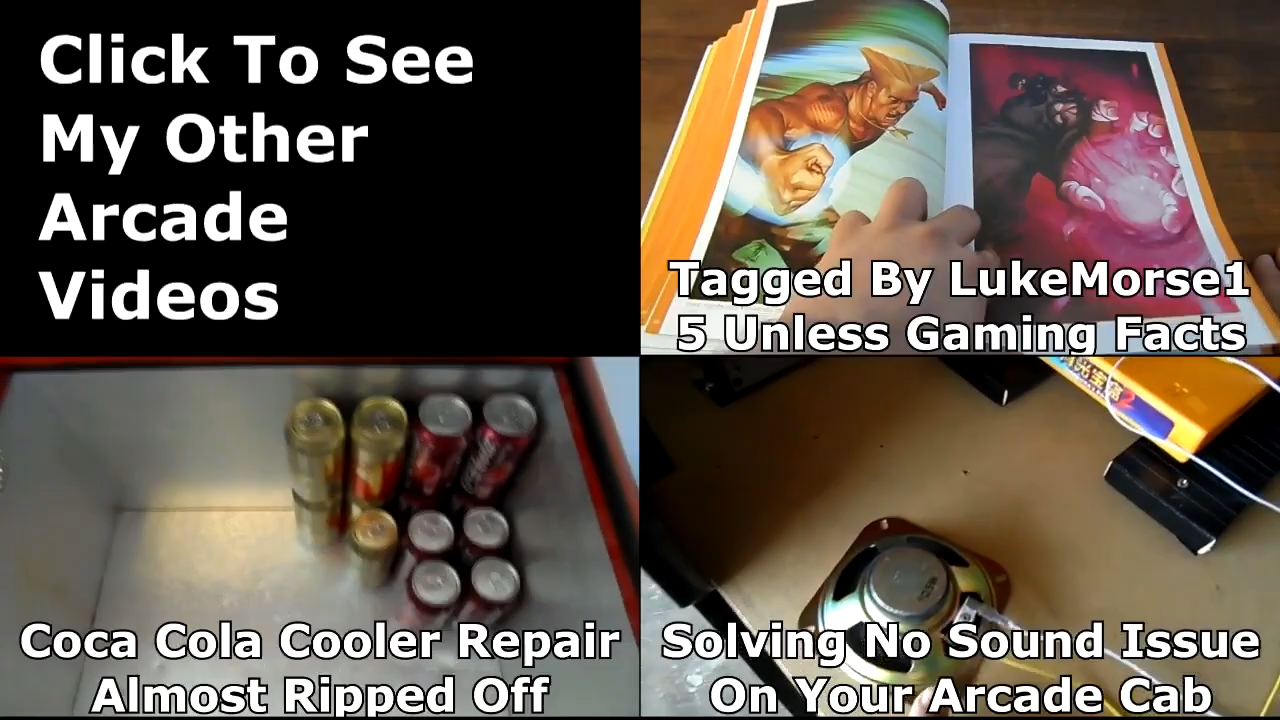 Click To See
My Other
Arcade
Videos
Tagged By LukeMorse1
5 Unless Gaming Facts
Coca Cola Cooler Repair
Almost Ripped Off
Solving No Sound Issue
On Your Arcade Cab